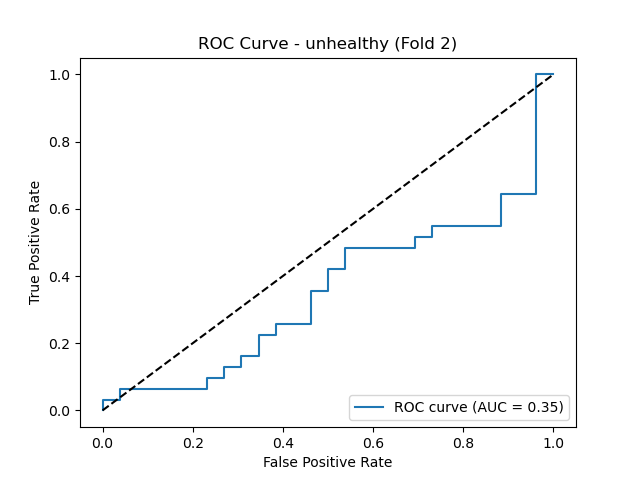 ROC Curve - unhealthy (Fold 2)
True Positive Rate
1.0
0.8
0.6
0.4
0.2
0.0
ROC curve (AUC = 0.35)
0.0 0.2 0.4 0.6 0.8 1.0
False Positive Rate